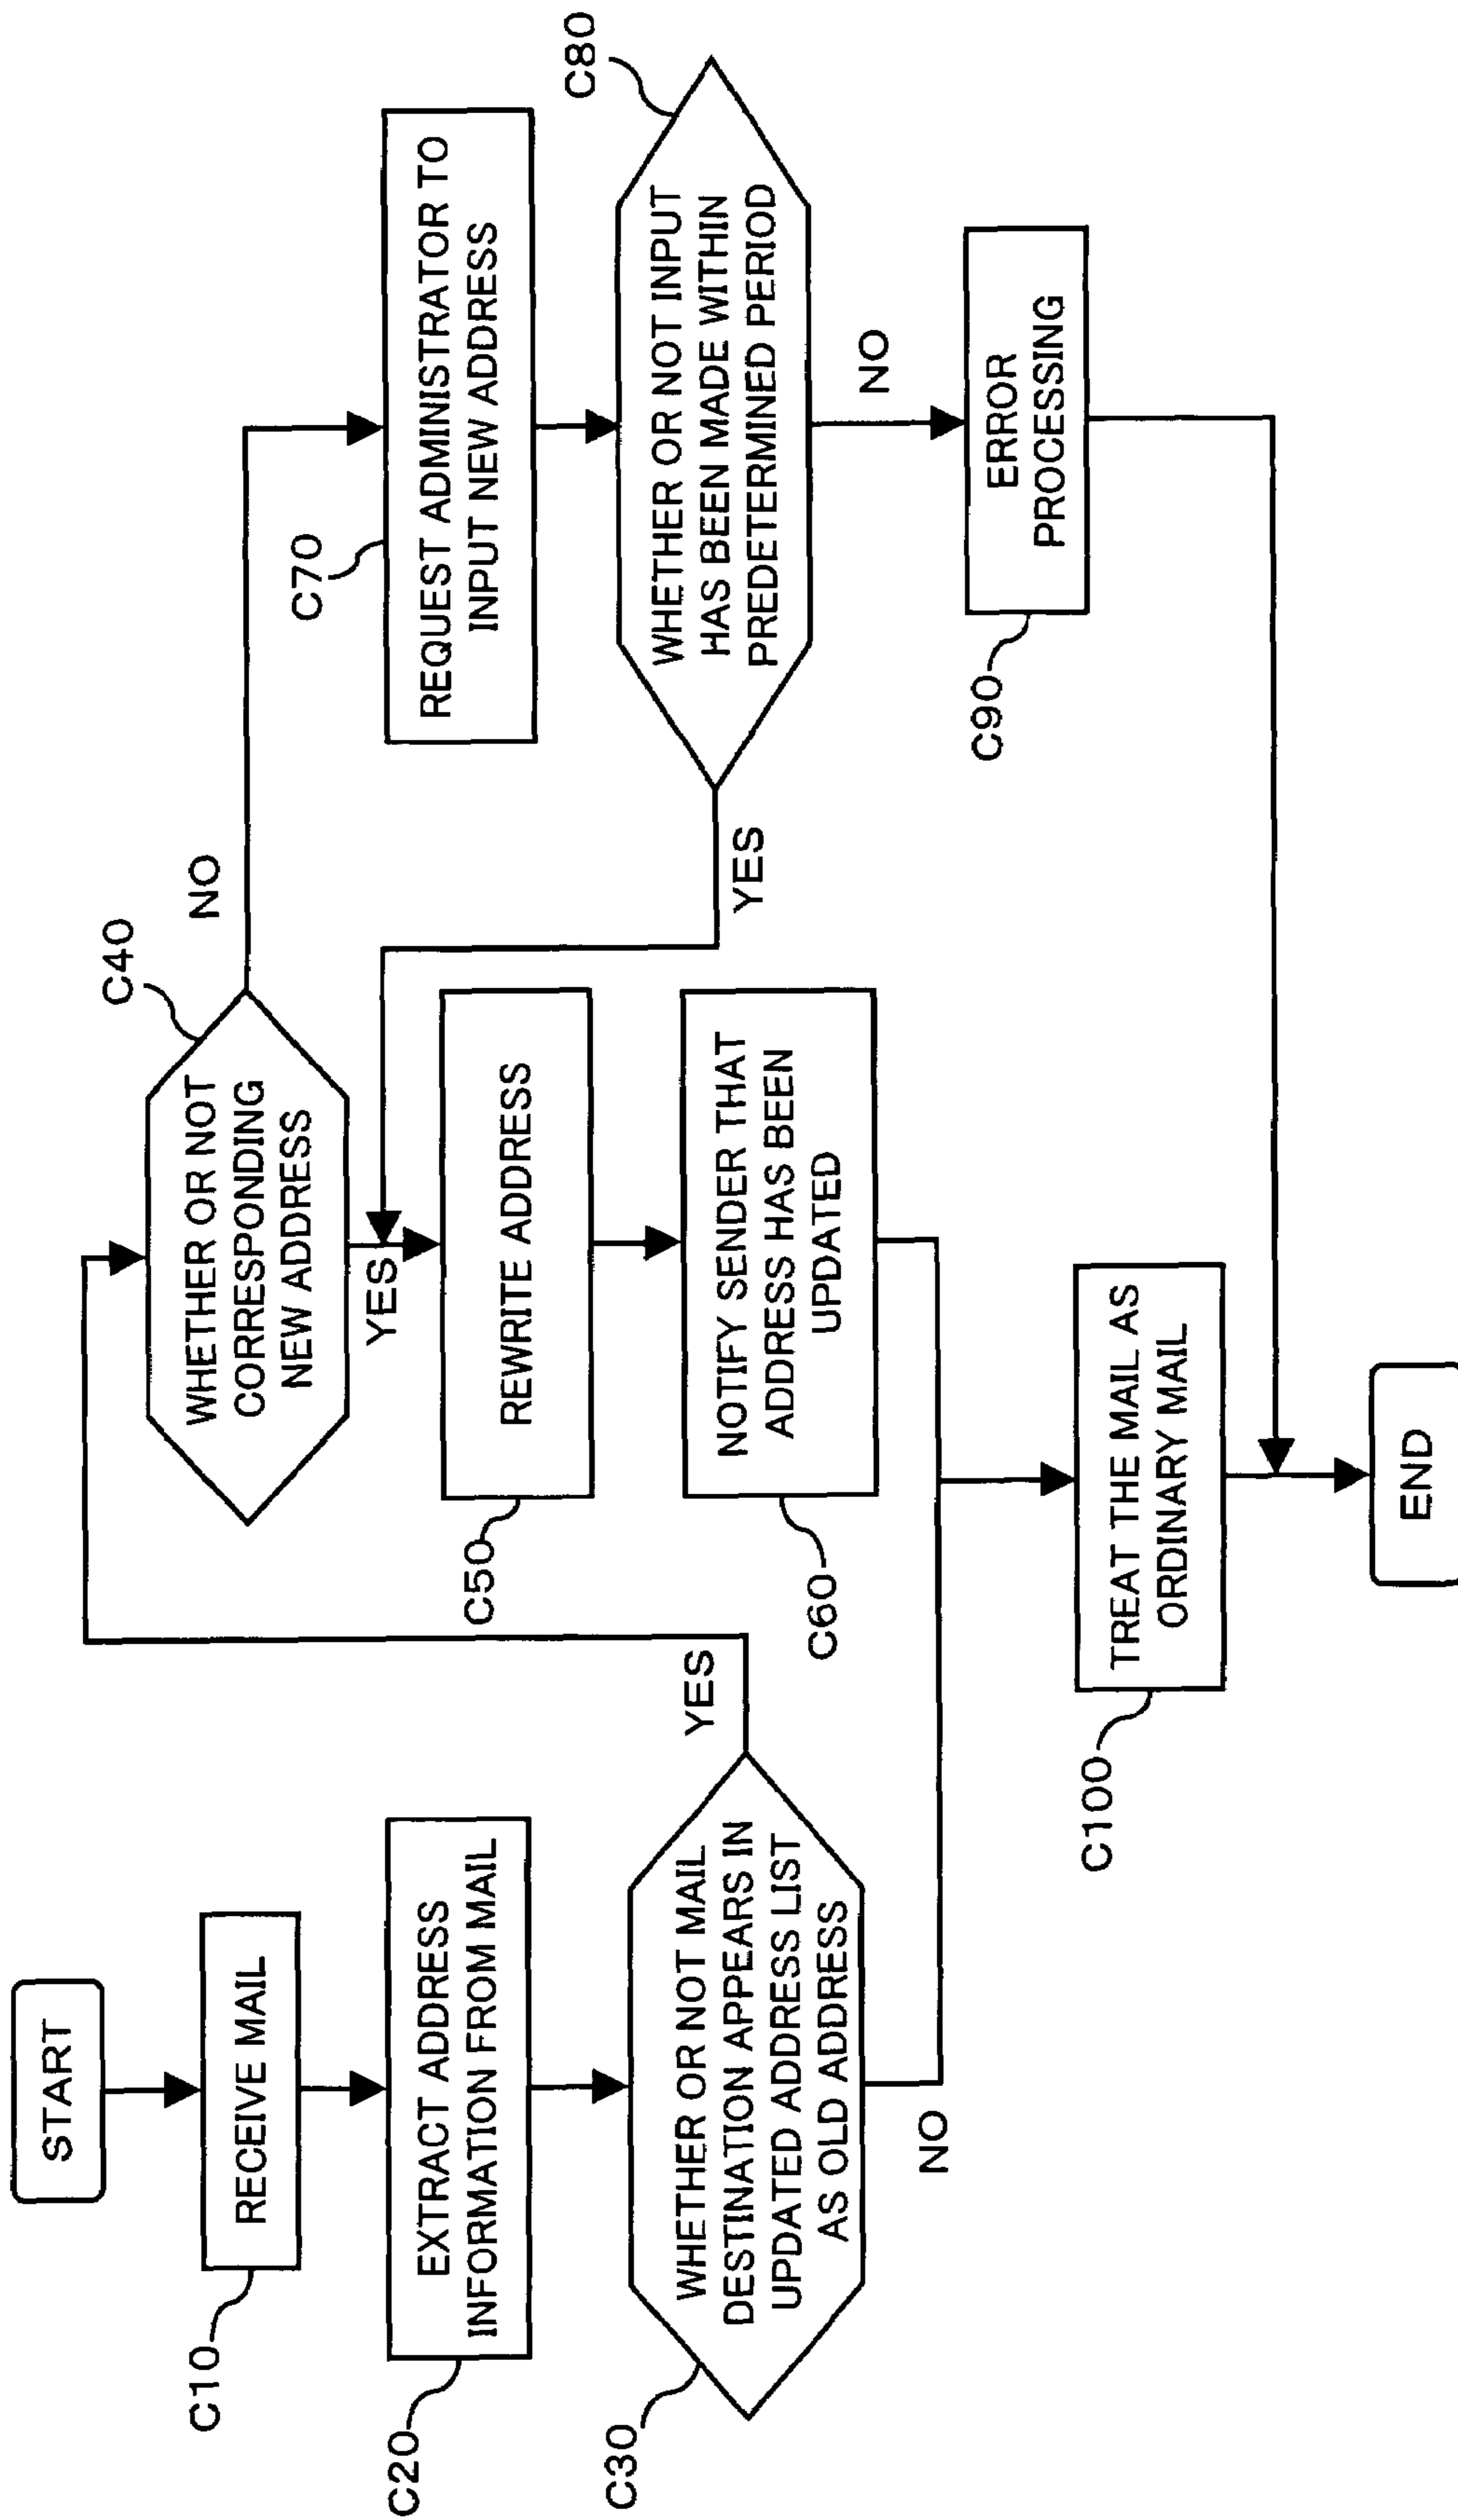 START
C10
RECEIVE MAIL
C20
EXTRACT ADDRESS
INFORMATION FROM MAIL
C30
WHETHER OR NOT MAIL
DESTINATION APPEARS IN
UPDATED ADDRESS LIST
AS OLD ADDRESS
YES
NO
C40
WHETHER OR NOT
CORRESPONDING
NEW ADDRESS
NO
YES
C50
REWRITE ADDRESS
C60
NOTIFY SENDER THAT
ADDRESS HAS BEEN
UPDATED
C70
REQUEST ADMINISTRATOR TO
INPUT NEW ADDRESS
C80
WHETHER OR NOT INPUT
HAS BEEN MADE WITHIN
PREDETERMINED PERIOD
YES
NO
C90
ERROR
PROCESSING
C100
TREAT THE MAIL AS
ORDINARY MAIL
END